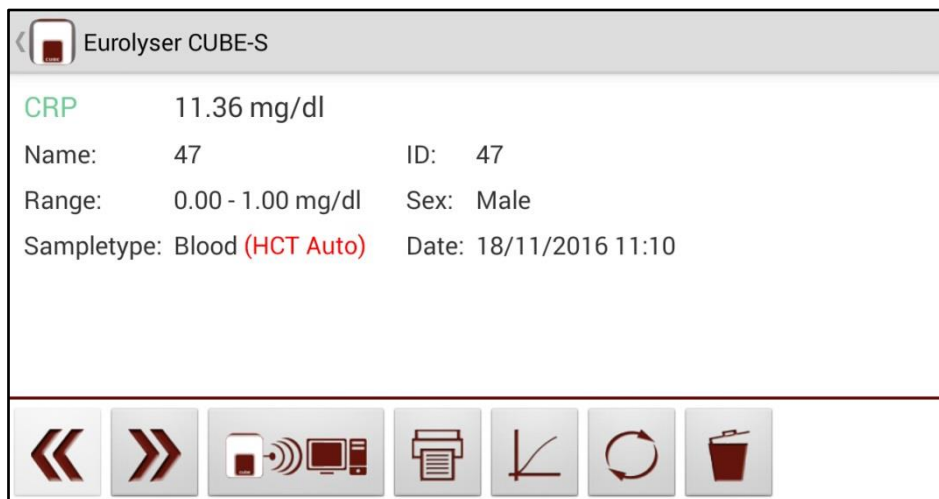 Eurolyser CUBE-S
CRP 11.36 mg/dl
Name: 47 ID: 47
Range: 0.00 - 1.00 mg/dl Sex: Male
Sampletype: Blood (HCT Auto) Date: 18/11/2016 11:10